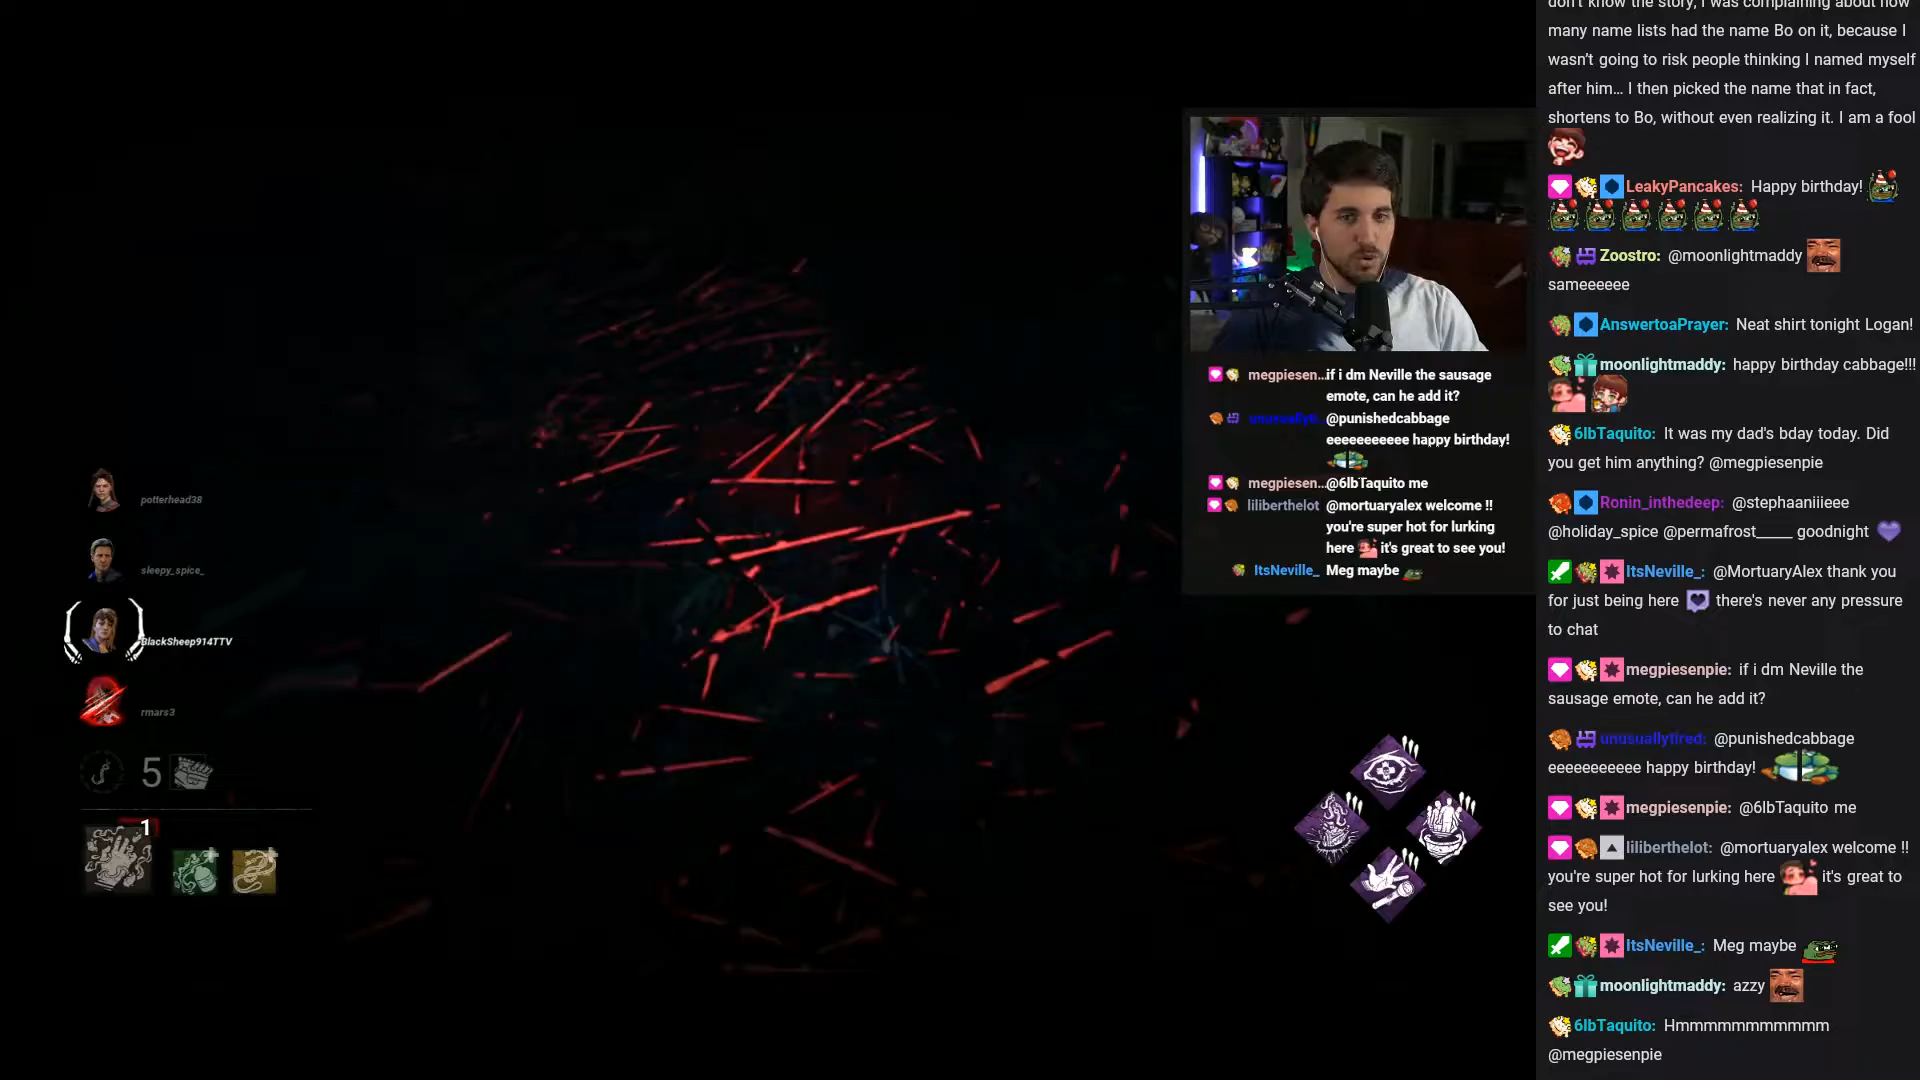 don't know the story, I was complaining about how
many name lists had the name Bo on it, because I
wasn't going to risk people thinking I named myself
after him... I then picked the name that in fact,
shortens to Bo, without even realizing it. I am a fool
LeakyPancakes: Happy birthday!
Zoostro: @moonlightmaddy
sameeeeee
AnswertoaPrayer: Neat shirt tonight Logan!
moonlightmaddy: happy birthday cabbage!!!
6lbTaquito: It was my dad's bday today. Did
you get him anything? @megpiesenpie
Ronin_inthedeep: @stephaaniiieee
@holiday_spice @permafrost_____ goodnight
ItsNeville_: @MortuaryAlex thank you
for just being here there's never any pressure
to chat
megpiesenpie: if i dm Neville the
sausage emote, can he add it?
unusuallytired: @punishedcabbage
eeeeeeeeeee happy birthday!
megpiesenpie: @6lbTaquito me
liliberthelot: @mortuaryalex welcome !!
you're super hot for lurking here it's great to
see you!
ItsNeville_: Meg maybe
moonlightmaddy: azzy
6lbTaquito: Hmmmmmmmmmmm
@megpiesenpie
megpiesen... if i dm Neville the sausage
emote, can he add it?
unusuallyti... @punishedcabbage
eeeeeeeeeee happy birthday!
megpiesen... @6lbTaquito me
liliberthelot @mortuaryalex welcome !!
you're super hot for lurking
here it's great to see you!
ItsNeville_ Meg maybe
potterhead38
sleepy_spice_
BlackSheep914TTV
rmars3
5
1